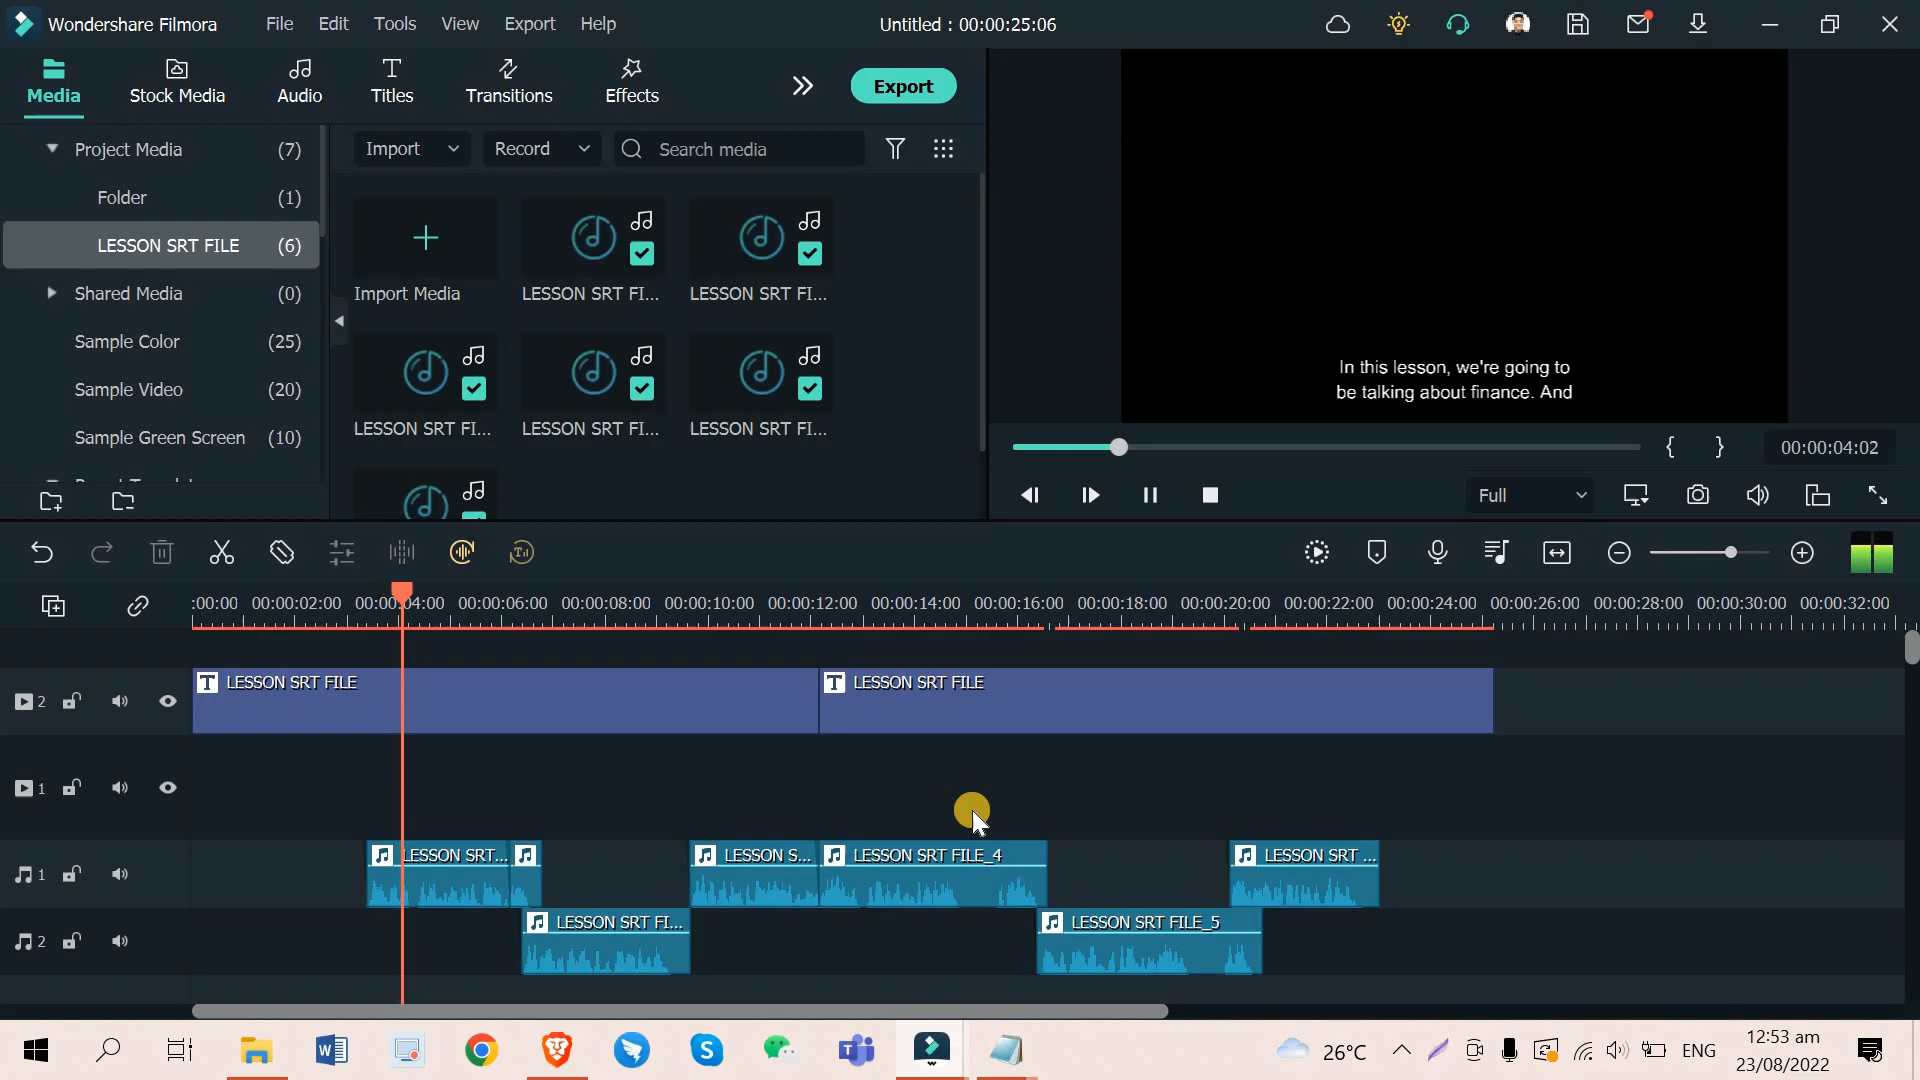 Wondershare Filmora
File Edit Tools View Export Help
Untitled : 00:00:25:06
Media
Stock Media
Audio
Titles
Transitions
Effects
Export
Project Media (7)
Folder (1)
LESSON SRT FILE (6)
Shared Media (0)
Sample Color (25)
Sample Video (20)
Sample Green Screen (10)
Import
Record
Search media
Import Media
LESSON SRT FI...
LESSON SRT FI...
LESSON SRT FI...
LESSON SRT FI...
LESSON SRT FI...
In this lesson, we're going to
be talking about finance. And
{ } 00:00:04:02
Full
:00:00 00:00:02:00 00:00:04:00 00:00:06:00 00:00:08:00 00:00:10:00 00:00:12:00 00:00:14:00 00:00:16:00 00:00:18:00 00:00:20:00 00:00:22:00 00:00:24:00 00:00:26:00 00:00:28:00 00:00:30:00 00:00:32:00
2
T LESSON SRT FILE
T LESSON SRT FILE
1
1
LESSON SRT...
LESSON S...
LESSON SRT FILE_4
LESSON SRT ...
2
LESSON SRT FI...
LESSON SRT FILE_5
26°C
ENG
12:53 am
23/08/2022